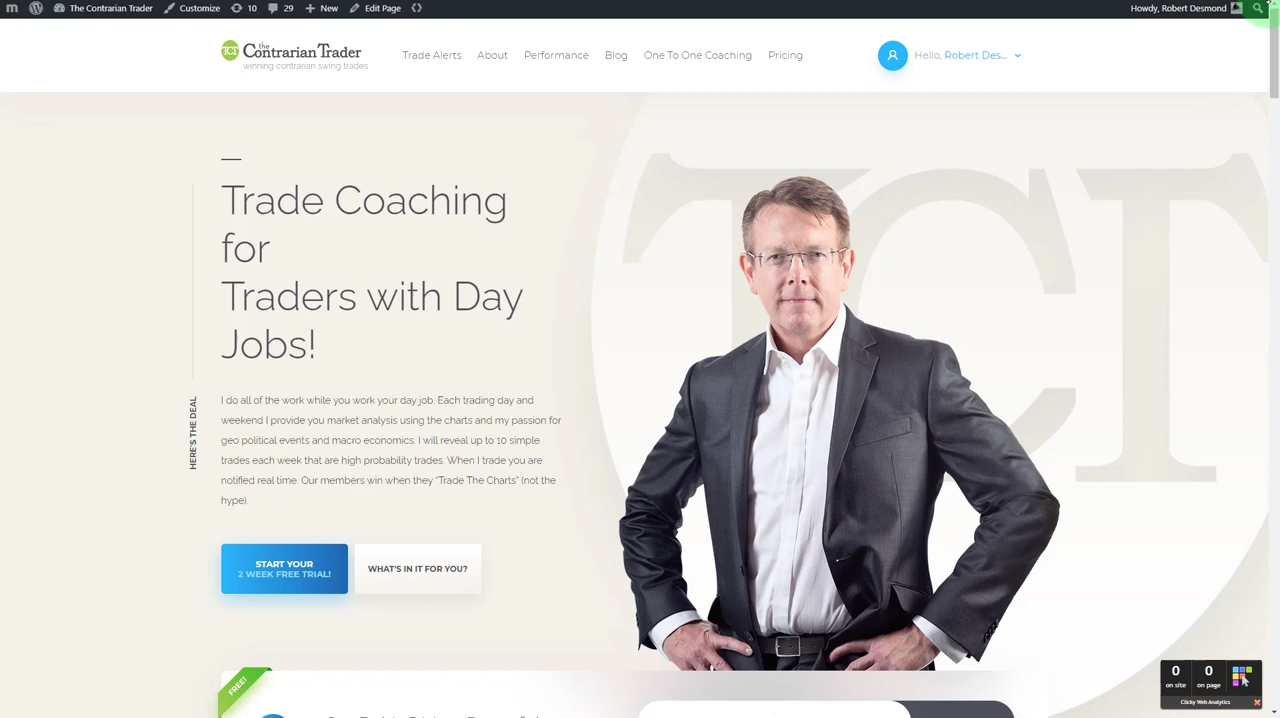 The Contrarian Trader Customize 10 29 New Edit Page Howdy, Robert Desmond
TCT the Contrarian Trader
winning contrarian swing trades
Trade Alerts About Performance Blog One To One Coaching Pricing
Hello, Robert Des...
TCT
Trade Coaching
for
Traders with Day
Jobs!
HERE'S THE DEAL
I do all of the work while you work your day job. Each trading day and
weekend I provide you market analysis using the charts and my passion for
geo political events and macro economics. I will reveal up to 10 simple
trades each week that are high probability trades. When I trade you are
notified real time. Our members win when they "Trade The Charts" (not the
hype).
START YOUR
2 WEEK FREE TRIAL!
WHAT'S IN IT FOR YOU?
FREE!
0 0
on site on page
Clicky Web Analytics